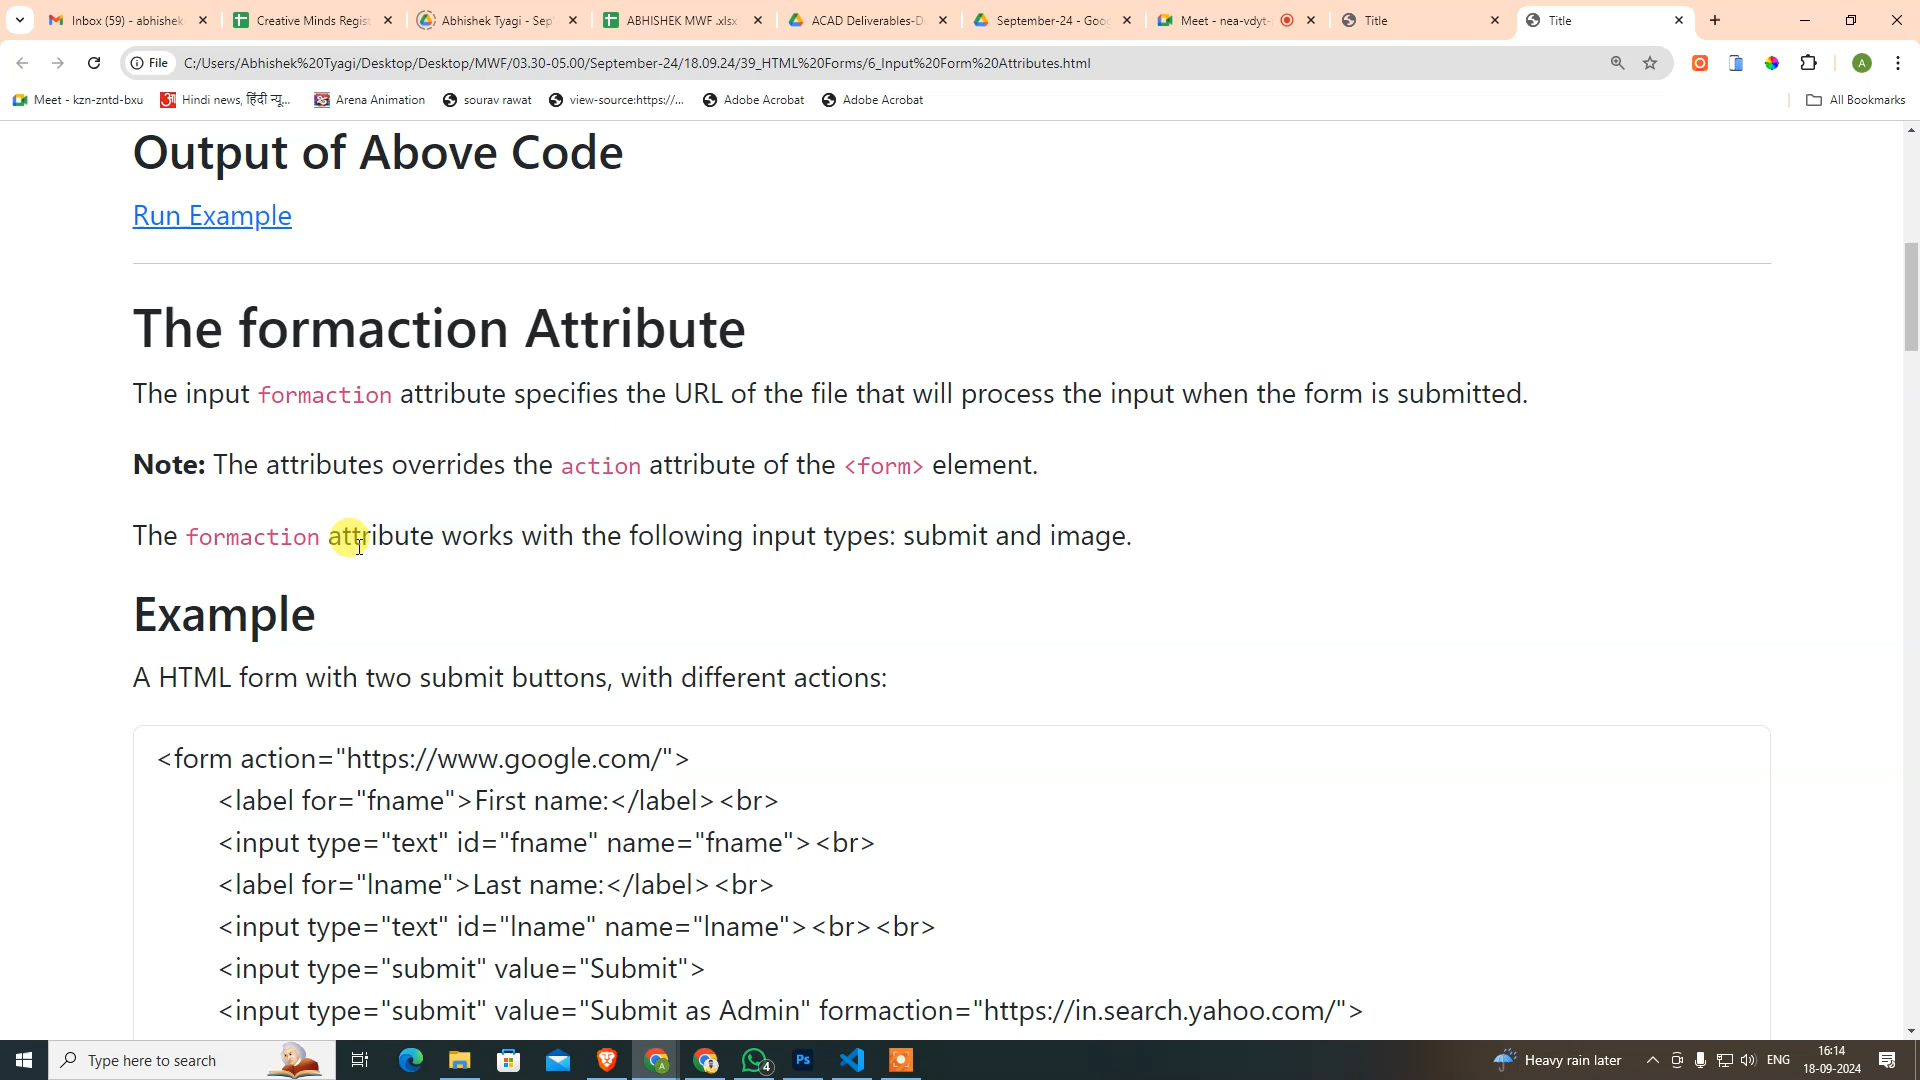 Inbox (59) - abhishek
Creative Minds Regist
Abhishek Tyagi - Sep'
ABHISHEK MWF .xlsx
ACAD Deliverables-D
September-24 - Goo
Meet - nea-vdyt-
Title
Title
File
C:/Users/Abhishek%20Tyagi/Desktop/Desktop/MWF/03.30-05.00/September-24/18.09.24/39_HTML%20Forms/6_Input%20Form%20Attributes.html
A
Meet - kzn-zntd-bxu
Hindi news, हिंदी न्यू...
Arena Animation
sourav rawat
view-source:https://...
Adobe Acrobat
Adobe Acrobat
All Bookmarks
Output of Above Code
Run Example
The formaction Attribute
The input formaction attribute specifies the URL of the file that will process the input when the form is submitted.
Note: The attributes overrides the action attribute of the <form> element.
The formaction attribute works with the following input types: submit and image.
Example
A HTML form with two submit buttons, with different actions:
<form action="https://www.google.com/">
<label for="fname">First name:</label><br>
<input type="text" id="fname" name="fname"><br>
<label for="lname">Last name:</label><br>
<input type="text" id="lname" name="lname"><br><br>
<input type="submit" value="Submit">
<input type="submit" value="Submit as Admin" formaction="https://in.search.yahoo.com/">
Type here to search
A
4
Ps
Heavy rain later
ENG
16:14
18-09-2024